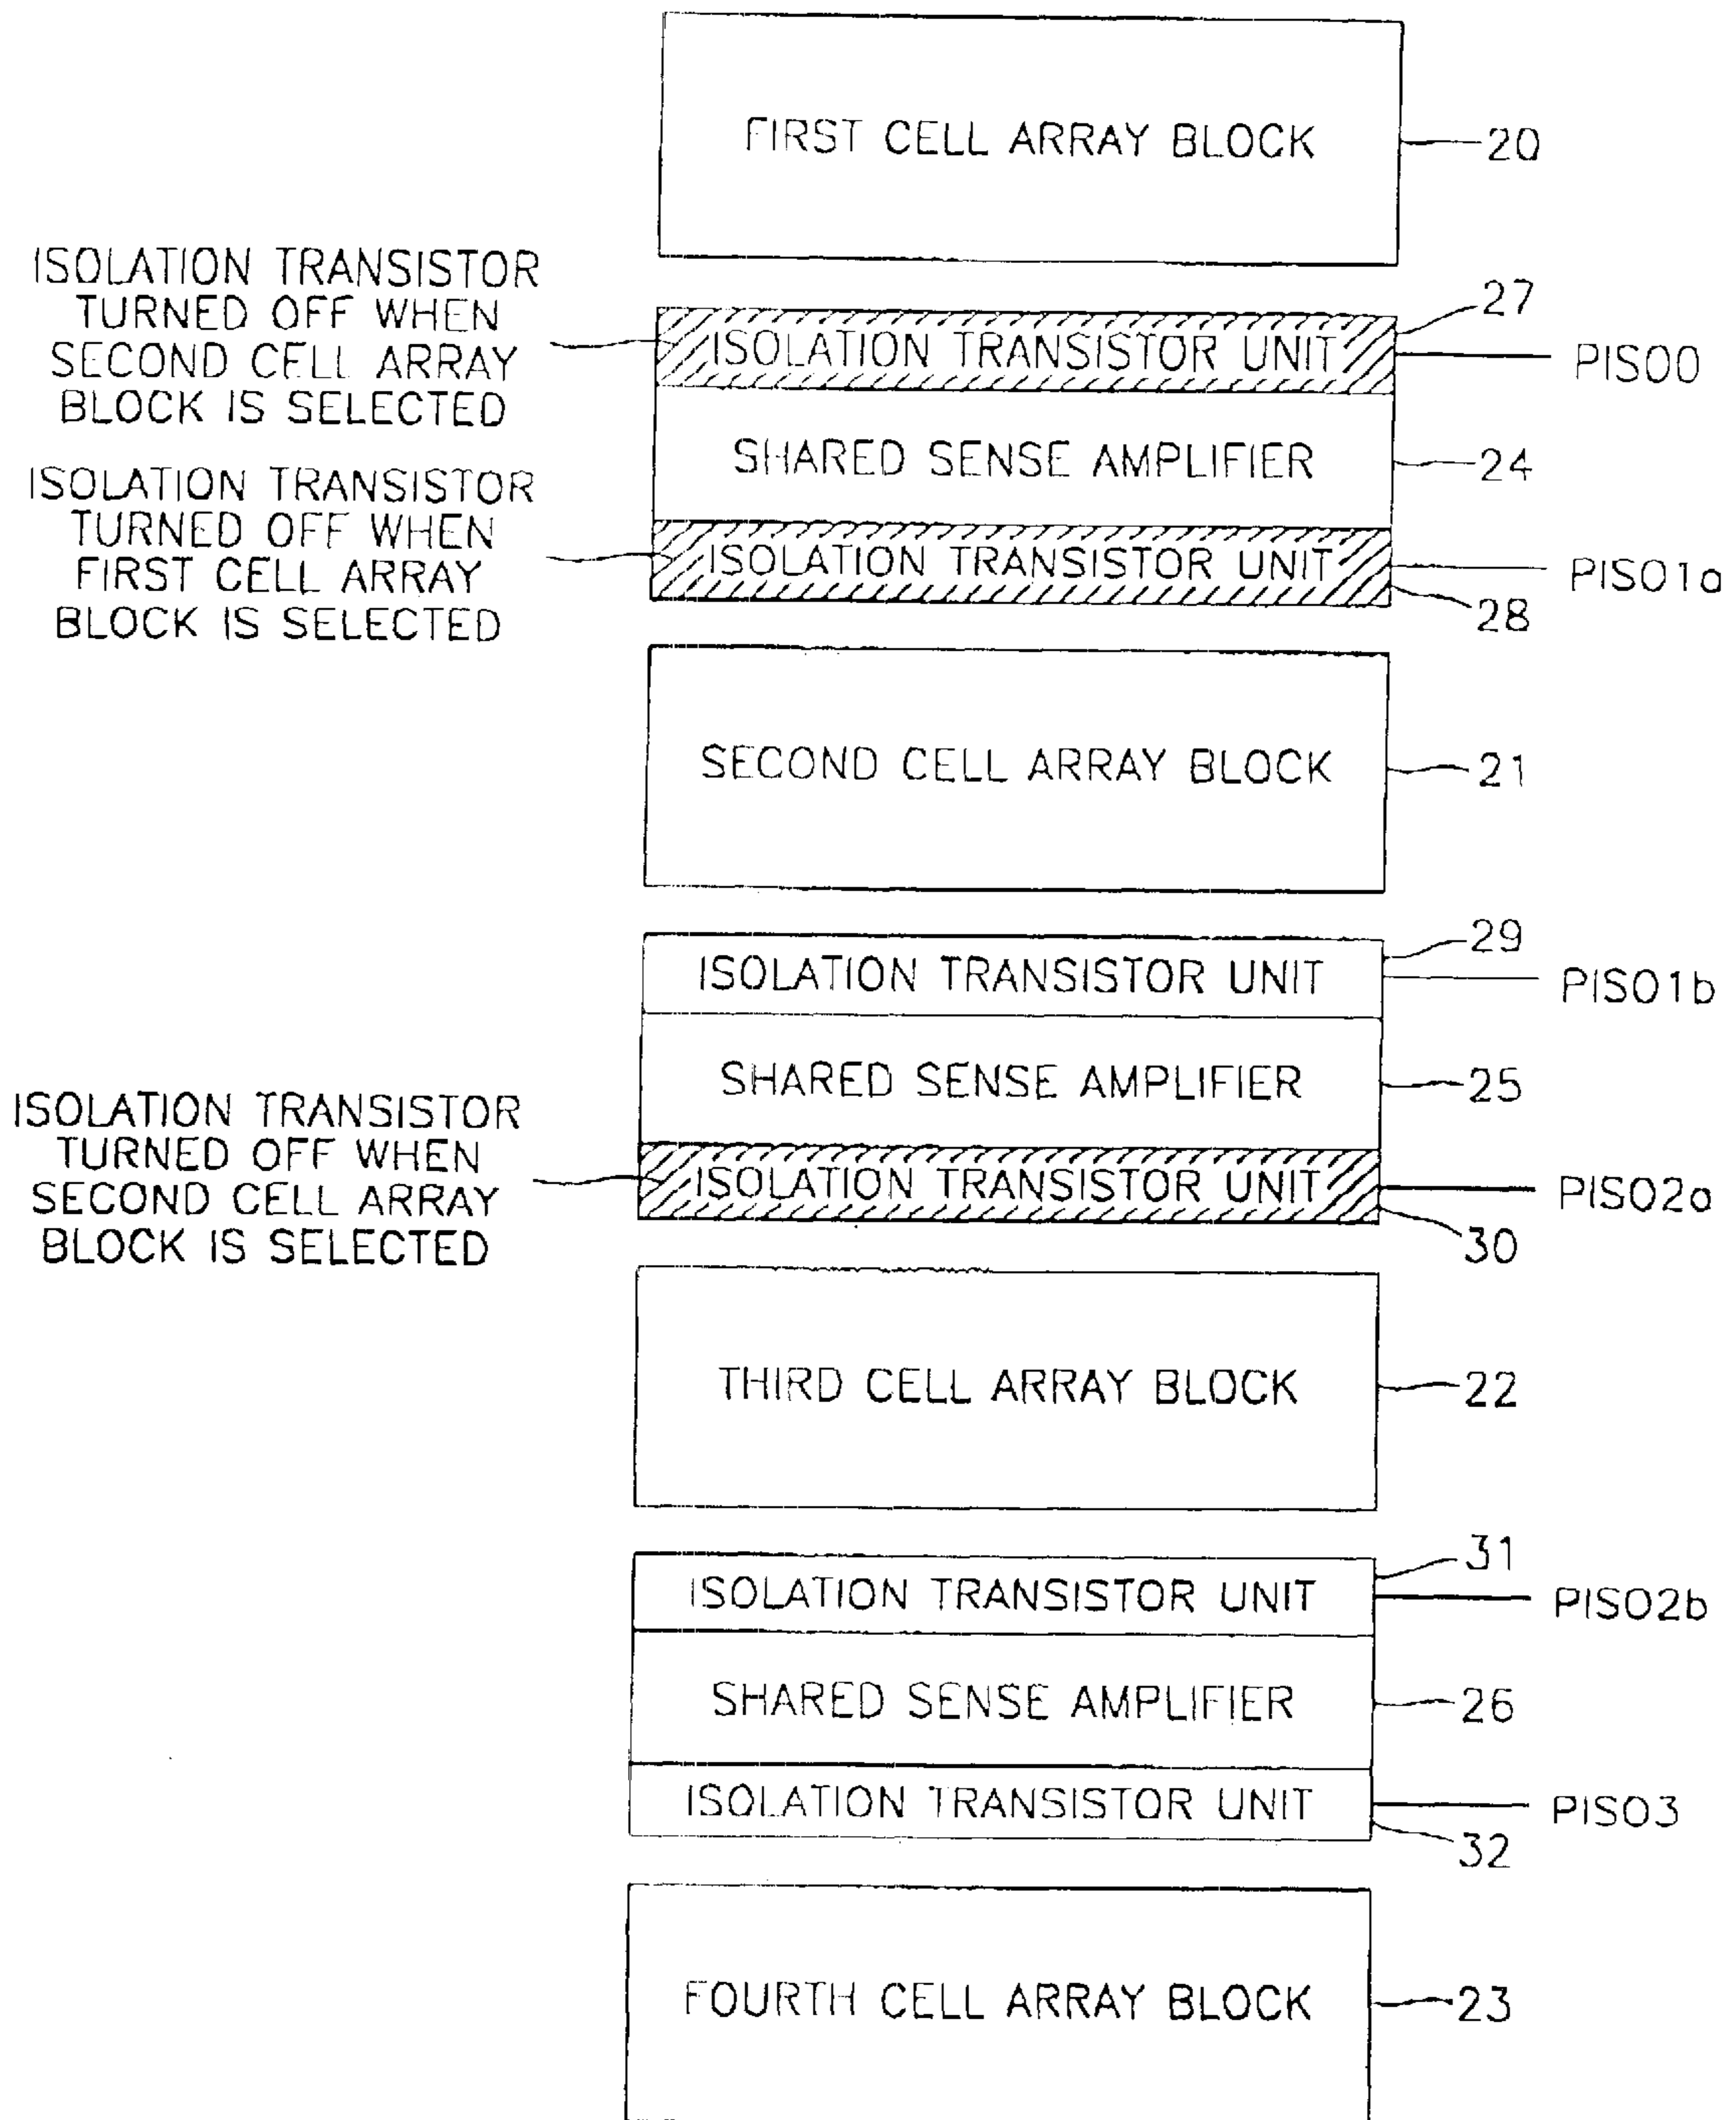 FIRST CELL ARRAY BLOCK
20
ISOLATION TRANSISTOR
TURNED OFF WHEN
SECOND CELL ARRAY
BLOCK IS SELECTED
27
ISOLATION TRANSISTOR UNIT
PISO0
SHARED SENSE AMPLIFIER
24
ISOLATION TRANSISTOR
TURNED OFF WHEN
FIRST CELL ARRAY
BLOCK IS SELECTED
ISOLATION TRANSISTOR UNIT
PISO1a
28
SECOND CELL ARRAY BLOCK
21
29
ISOLATION TRANSISTOR UNIT
PISO1b
SHARED SENSE AMPLIFIER
25
ISOLATION TRANSISTOR
TURNED OFF WHEN
SECOND CELL ARRAY
BLOCK IS SELECTED
ISOLATION TRANSISTOR UNIT
PISO2a
30
THIRD CELL ARRAY BLOCK
22
31
ISOLATION TRANSISTOR UNIT
PISO2b
SHARED SENSE AMPLIFIER
26
ISOLATION TRANSISTOR UNIT
PISO3
32
FOURTH CELL ARRAY BLOCK
23